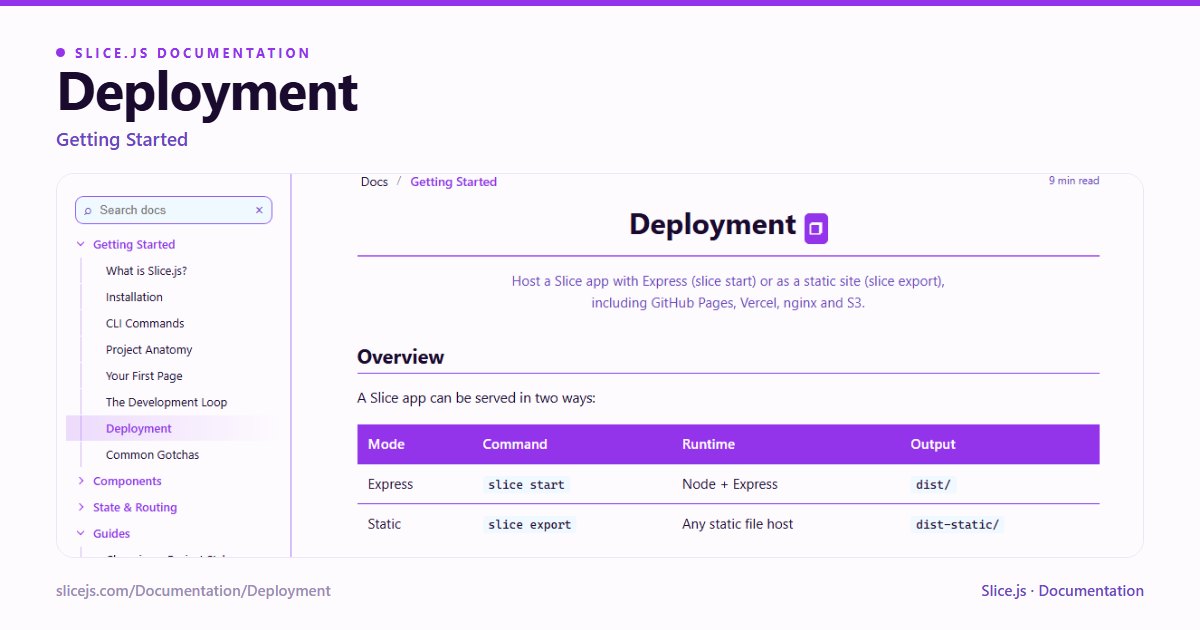 SLICE.JS DOCUMENTATION
Deployment
Getting Started
Search docs
Getting Started
What is Slice.js?
Installation
CLI Commands
Project Anatomy
Your First Page
The Development Loop
Deployment
Common Gotchas
Components
State & Routing
Guides
Docs / Getting Started
9 min read
Deployment
Host a Slice app with Express (slice start) or as a static site (slice export),
including GitHub Pages, Vercel, nginx and S3.
Overview
A Slice app can be served in two ways:
Mode Command Runtime Output
Express slice start Node + Express dist/
Static slice export Any static file host dist-static/
slicejs.com/Documentation/Deployment
Slice.js · Documentation